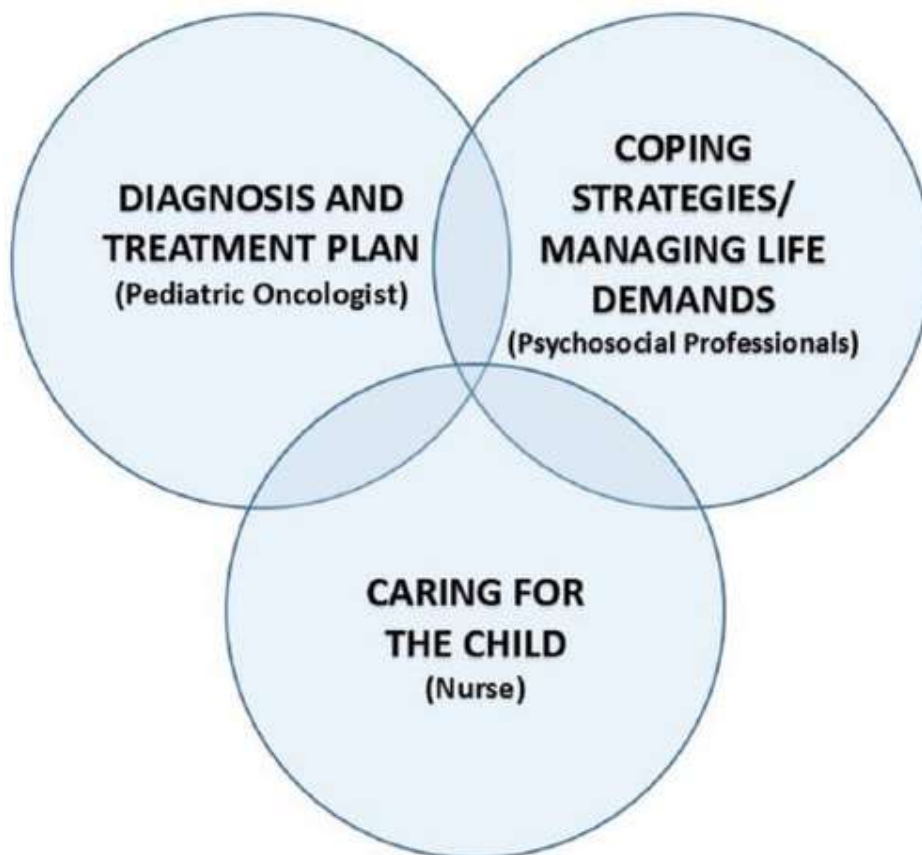 DIAGNOSIS AND
TREATMENT PLAN
(Pediatric Oncologist)
COPING
STRATEGIES/
MANAGING LIFE
DEMANDS
(Psychosocial Professionals)
CARING FOR
THE CHILD
(Nurse)